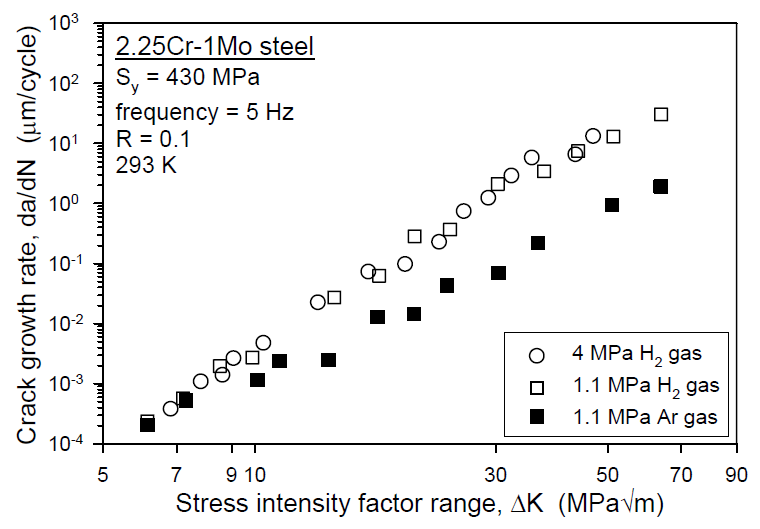 10³
10²
10¹
10⁰
10⁻¹
10⁻²
10⁻³
10⁻⁴
Crack growth rate, da/dN (μm/cycle)
2.25Cr-1Mo steel
Sᵧ = 430 MPa
frequency = 5 Hz
R = 0.1
293 K
4 MPa H₂ gas
1.1 MPa H₂ gas
1.1 MPa Ar gas
5 7 9 10 30 50 70 90
Stress intensity factor range, ΔK (MPa√m)